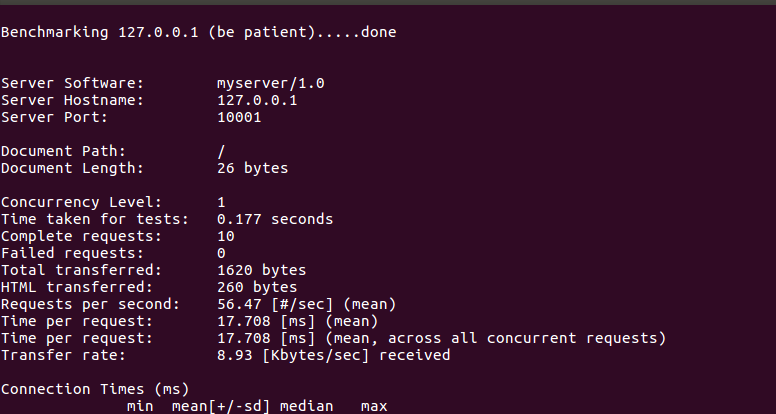 Benchmarking 127.0.0.1 (be patient).....done
Server Software: myserver/1.0
Server Hostname: 127.0.0.1
Server Port: 10001
Document Path: /
Document Length: 26 bytes
Concurrency Level: 1
Time taken for tests: 0.177 seconds
Complete requests: 10
Failed requests: 0
Total transferred: 1620 bytes
HTML transferred: 260 bytes
Requests per second: 56.47 [#/sec] (mean)
Time per request: 17.708 [ms] (mean)
Time per request: 17.708 [ms] (mean, across all concurrent requests)
Transfer rate: 8.93 [Kbytes/sec] received
Connection Times (ms)
min mean[+/-sd] median max